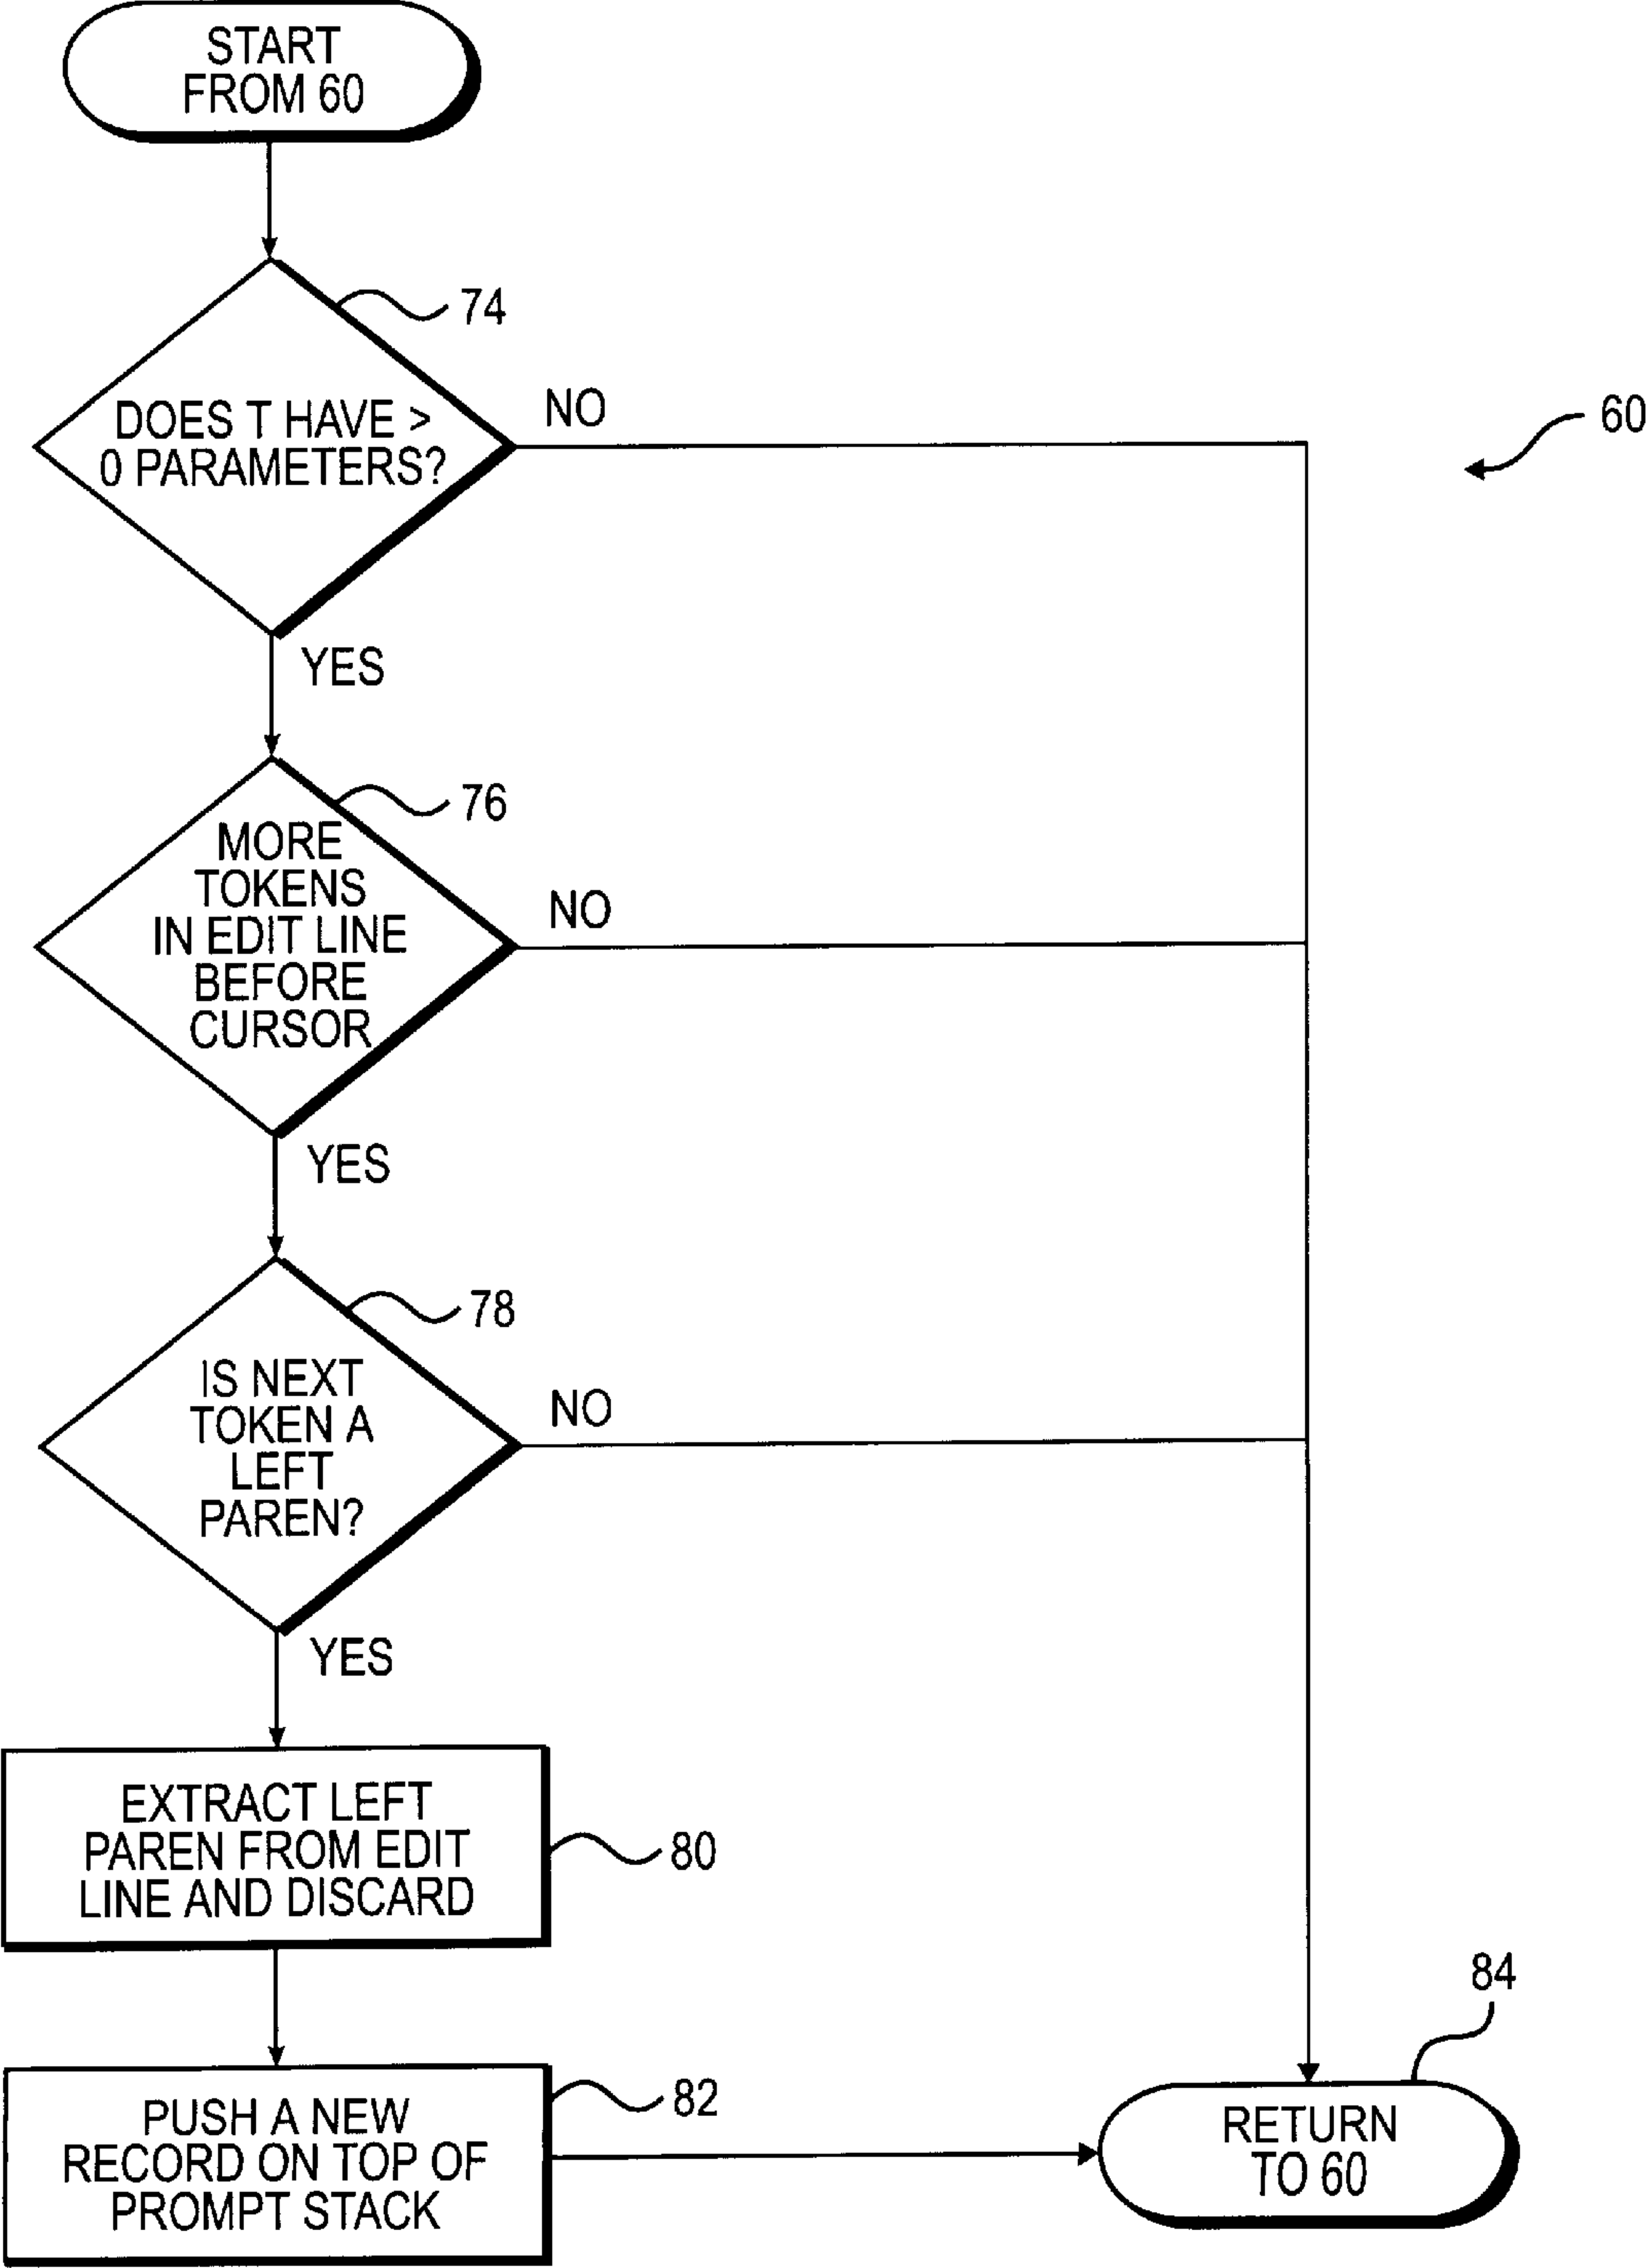 START
FROM 60
74
DOES T HAVE >
0 PARAMETERS?
NO
60
YES
76
MORE
TOKENS
IN EDIT LINE
BEFORE
CURSOR
NO
YES
78
IS NEXT
TOKEN A
LEFT
PAREN?
NO
YES
EXTRACT LEFT
PAREN FROM EDIT
LINE AND DISCARD
80
84
PUSH A NEW
RECORD ON TOP OF
PROMPT STACK
82
RETURN
TO 60